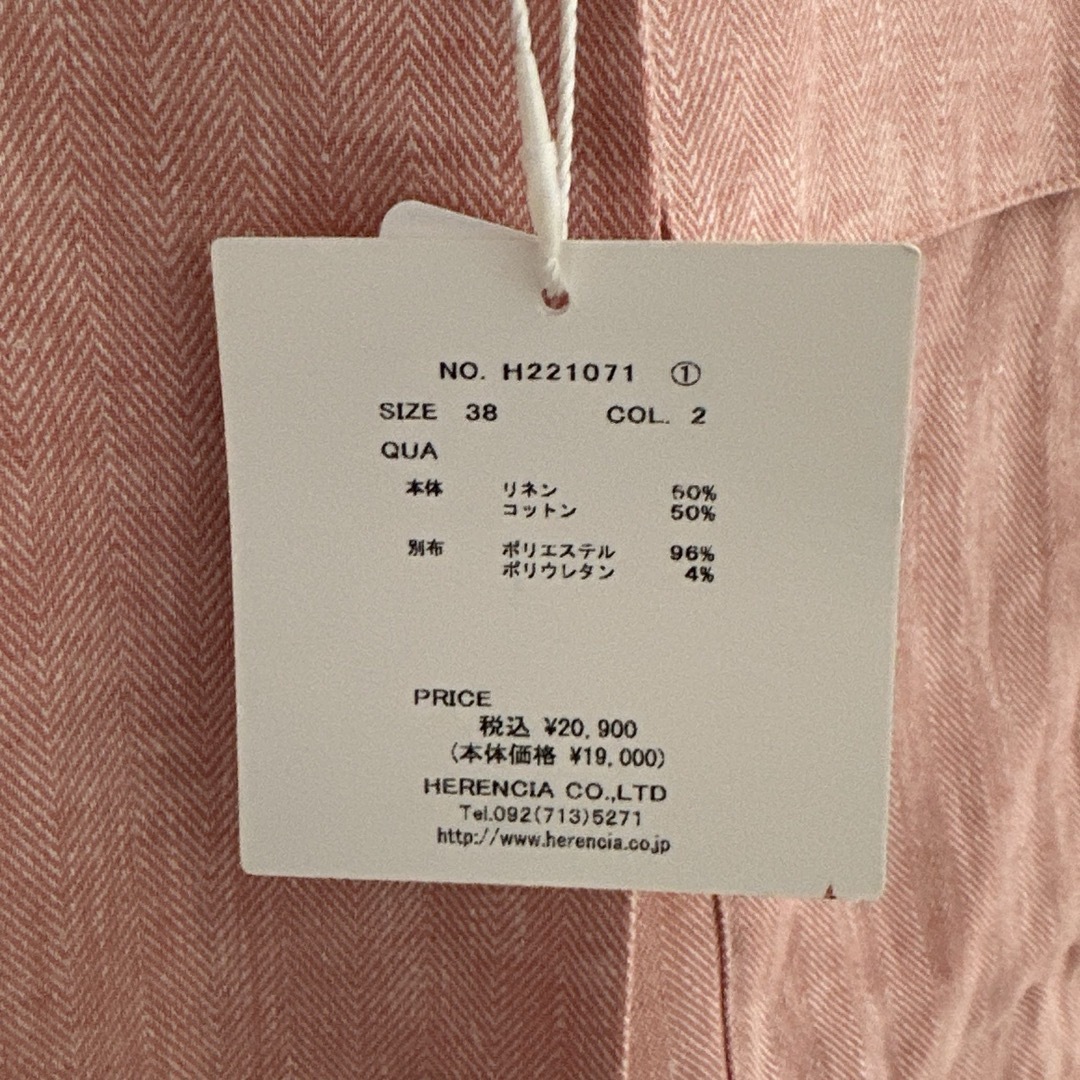 NO. H221071 ①
SIZE 38 COL. 2
QUA
本体 リネン 50%
コットン 50%
別布 ポリエステル 96%
ポリウレタン 4%
PRICE
税込 ¥20,900
(本体価格 ¥19,000)
HERENCIA CO.,LTD
Tel.092(713)5271
http://www.herencia.co.jp